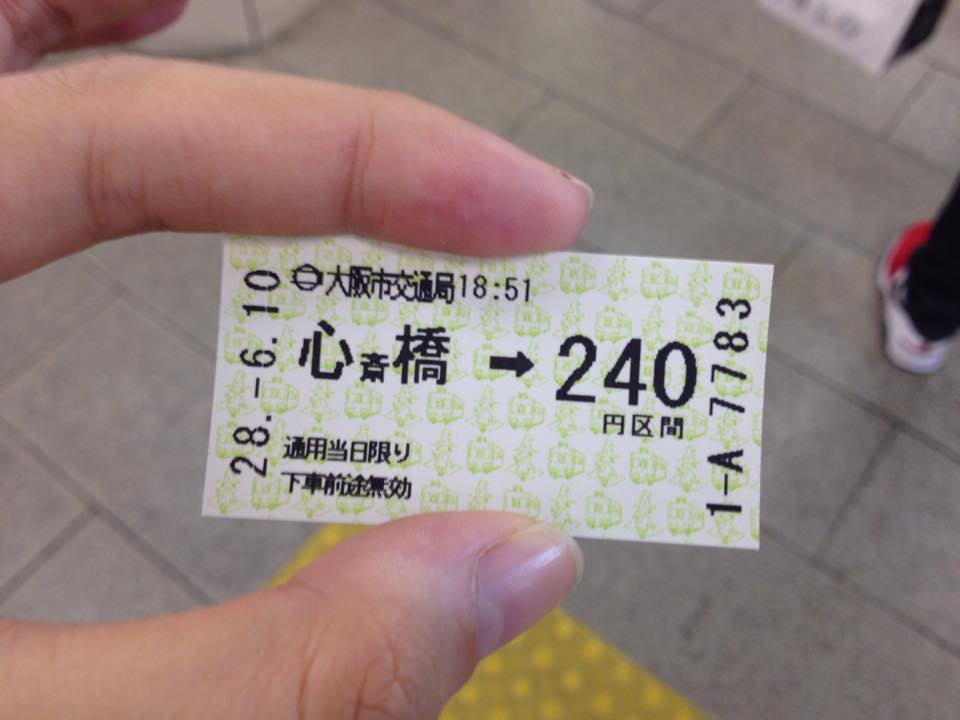 大阪市交通局18:51
心斎橋 ➡ 240
円区間
通用当日限り
下車前途無効
28.-6.10
1-A 7783